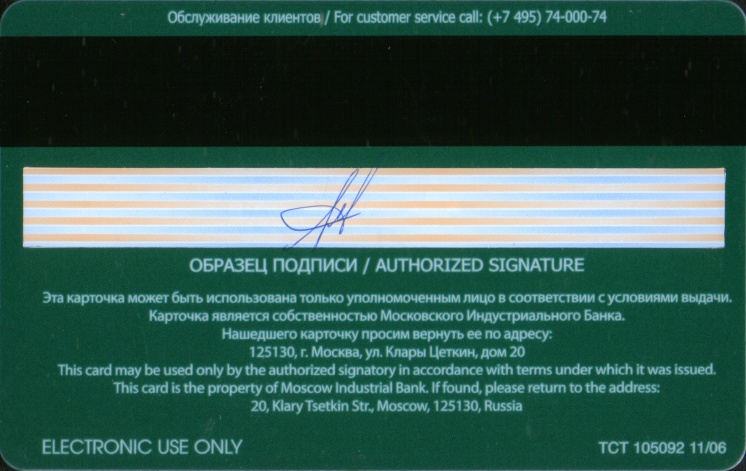 Обслуживание клиентов / For customer service call: (+7 495) 74-000-74
ОБРАЗЕЦ ПОДПИСИ / AUTHORIZED SIGNATURE
Эта карточка может быть использована только уполномоченным лицо в соответствии с условиями выдачи.
Карточка является собственностью Московского Индустриального Банка.
Нашедшего карточку просим вернуть ее по адресу:
125130, г. Москва, ул. Клары Цеткин, дом 20
This card may be used only by the authorized signatory in accordance with terms under which it was issued.
This card is the property of Moscow Industrial Bank. If found, please return to the address:
20, Klary Tsetkin Str., Moscow, 125130, Russia
ELECTRONIC USE ONLY
TCT 105092 11/06